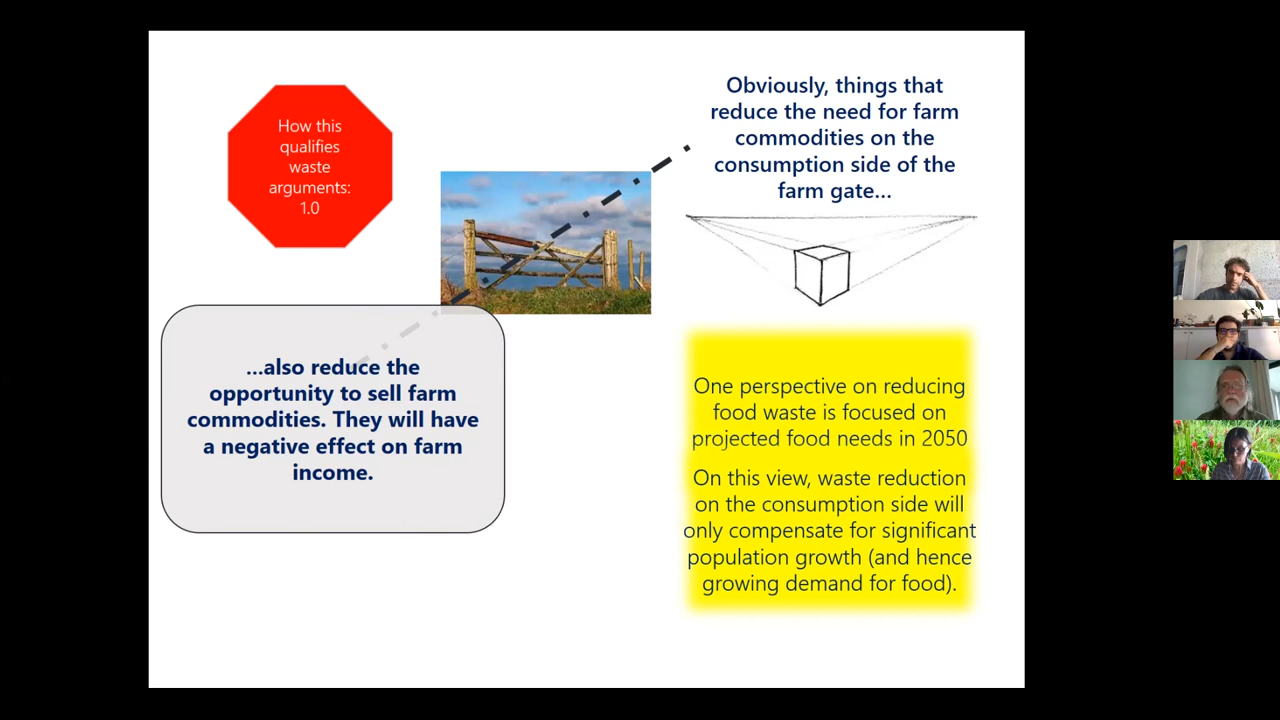 How this
qualifies
waste
arguments:
1.0
Obviously, things that
reduce the need for farm
commodities on the
consumption side of the
farm gate...
...also reduce the
opportunity to sell farm
commodities. They will have
a negative effect on farm
income.
One perspective on reducing
food waste is focused on
projected food needs in 2050
On this view, waste reduction
on the consumption side will
only compensate for significant
population growth (and hence
growing demand for food).